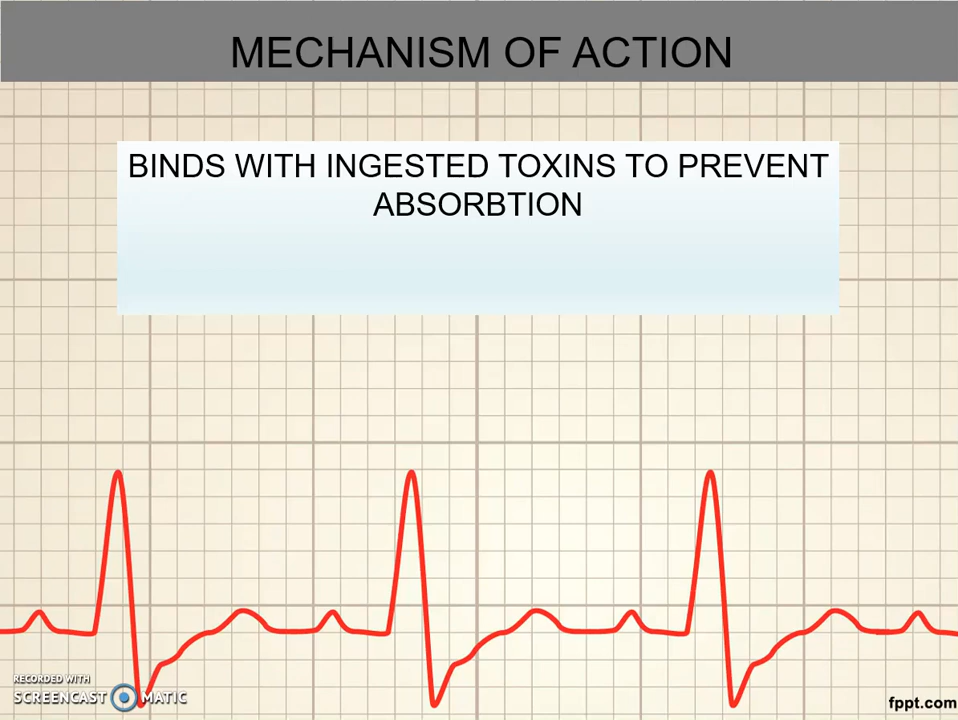 MECHANISM OF ACTION
BINDS WITH INGESTED TOXINS TO PREVENT
ABSORBTION
RECORDED WITH
SCREENCAST MATIC
fppt.com